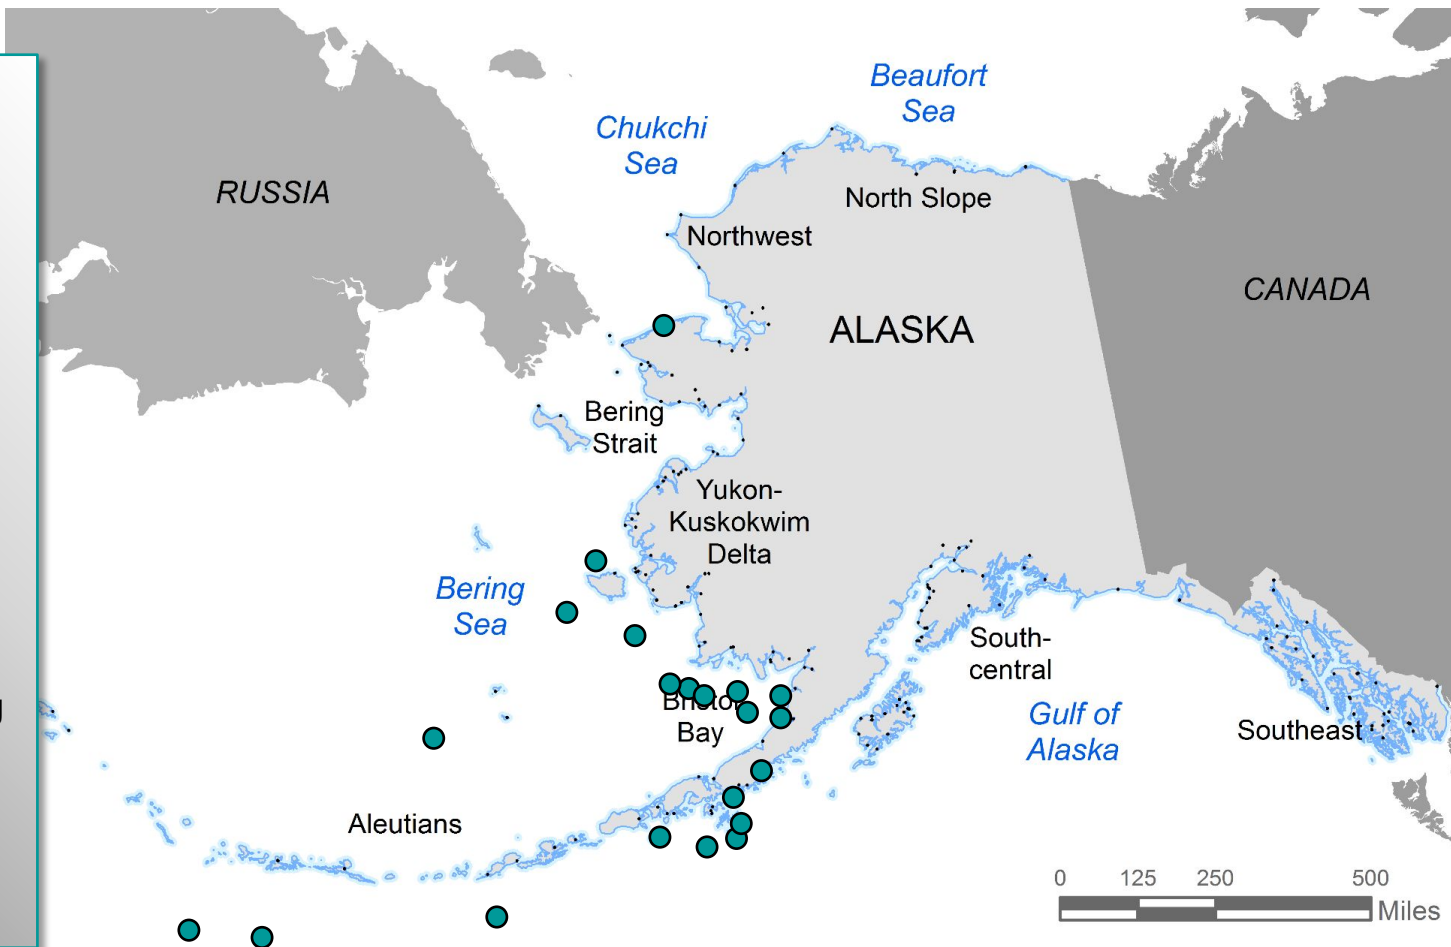 Beaufort
Sea
Chukchi
Sea
RUSSIA
North Slope
Northwest
CANADA
ALASKA
Bering
Strait
Yukon-
Kuskokwim
Delta
Bering
Sea
South-
central
Bristol
Bay
Gulf of
Alaska
Southeast
Aleutians
0 125 250 500
Miles
g